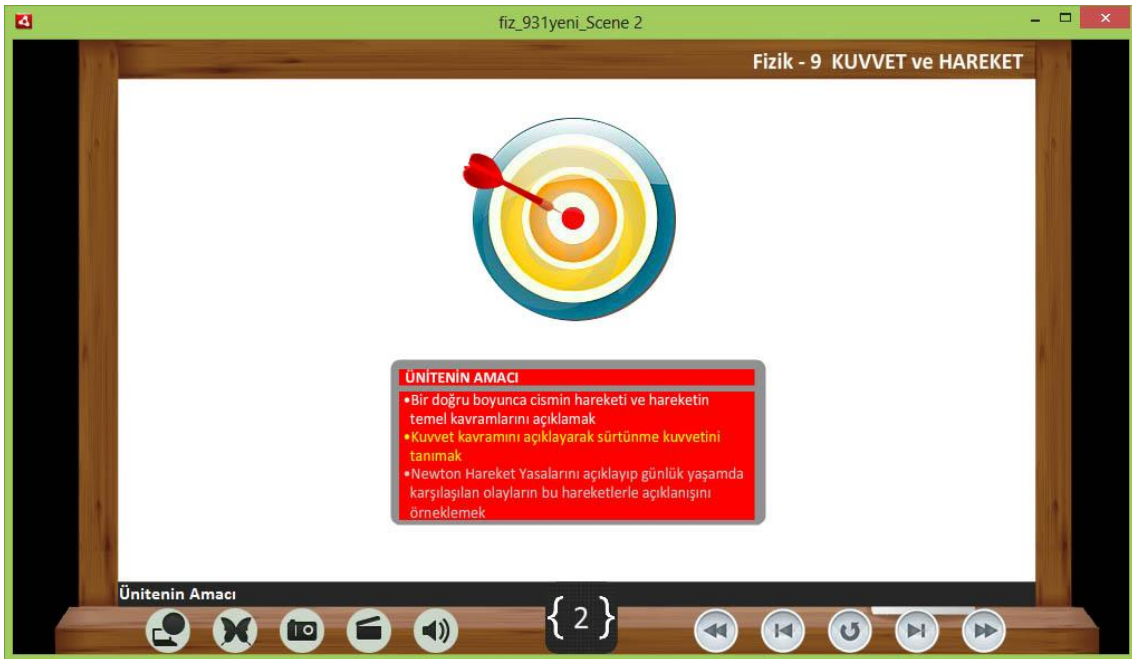 fiz_931yeni_Scene 2
Fizik - 9 KUVVET ve HAREKET
ÜNİTENİN AMACI
•Bir doğru boyunca cismin hareketi ve hareketin
temel kavramlarını açıklamak
•Kuvvet kavramını açıklayarak sürtünme kuvvetini
tanımak
•Newton Hareket Yasalarını açıklayıp günlük yaşamda
karşılaşılan olayların bu hareketlerle açıklanışını
örneklemek
Ünitenin Amacı
{ 2 }